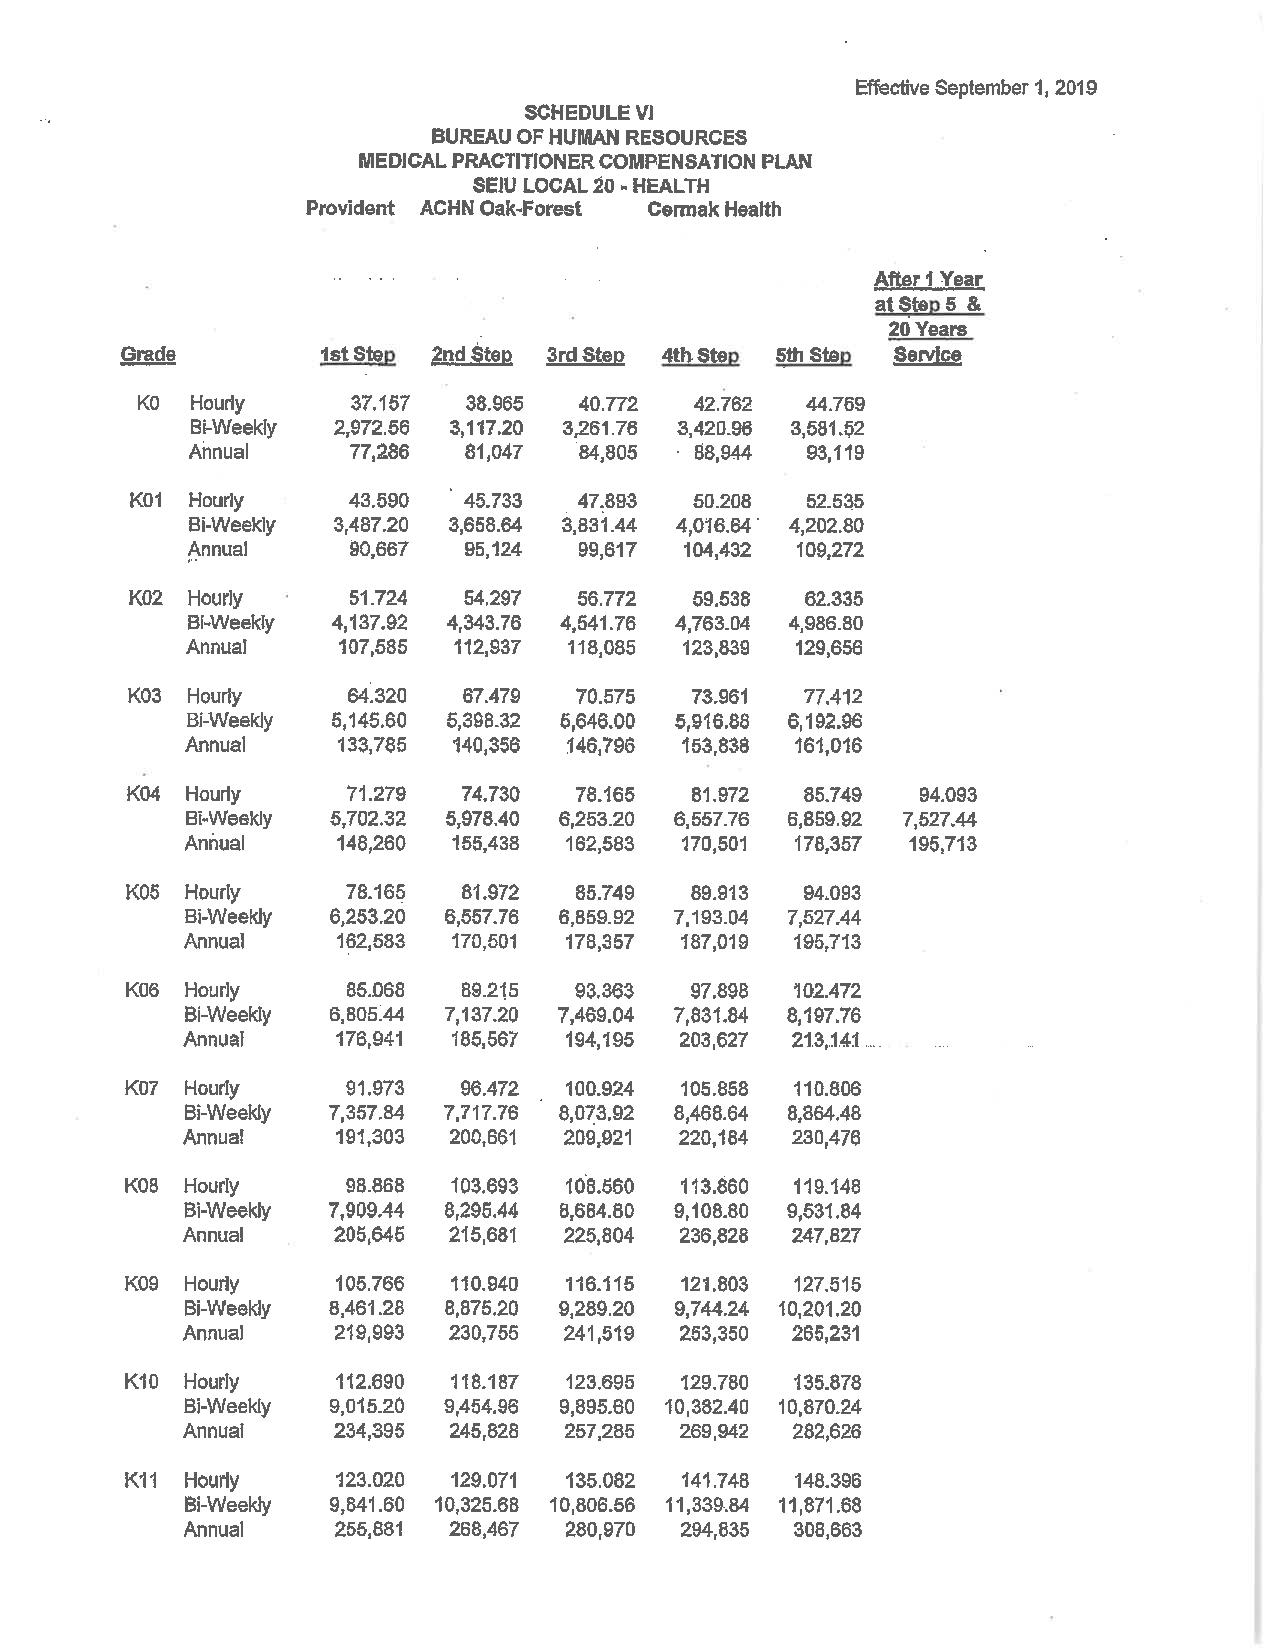 Effective September 1, 2019
SCHEDULE VI
BUREAU OF HUMAN RESOURCES
MEDICAL PRACTITIONER COMPENSATION PLAN
SEIU LOCAL 20 - HEALTH
Provident ACHN Oak-Forest Cermak Health
After 1 Year
at Step 5 &
20 Years
Grade 1st Step 2nd Step 3rd Step 4th Step 5th Step Service
K0 Hourly 37.157 38.965 40.772 42.762 44.769
Bi-Weekly 2,972.56 3,117.20 3,261.76 3,420.96 3,581.52
Annual 77,286 81,047 84,805 88,944 93,119
K01 Hourly 43.590 45.733 47.893 50.208 52.535
Bi-Weekly 3,487.20 3,658.64 3,831.44 4,016.64 4,202.80
Annual 90,667 95,124 99,617 104,432 109,272
K02 Hourly 51.724 54.297 56.772 59.538 62.335
Bi-Weekly 4,137.92 4,343.76 4,541.76 4,763.04 4,986.80
Annual 107,585 112,937 118,085 123,839 129,656
K03 Hourly 64.320 67.479 70.575 73.961 77.412
Bi-Weekly 5,145.60 5,398.32 5,646.00 5,916.88 6,192.96
Annual 133,785 140,356 146,796 153,838 161,016
K04 Hourly 71.279 74.730 78.165 81.972 85.749 94.093
Bi-Weekly 5,702.32 5,978.40 6,253.20 6,557.76 6,859.92 7,527.44
Annual 148,260 155,438 162,583 170,501 178,357 195,713
K05 Hourly 78.165 81.972 85.749 89.913 94.093
Bi-Weekly 6,253.20 6,557.76 6,859.92 7,193.04 7,527.44
Annual 162,583 170,501 178,357 187,019 195,713
K06 Hourly 85.068 89.215 93.363 97.898 102.472
Bi-Weekly 6,805.44 7,137.20 7,469.04 7,831.84 8,197.76
Annual 176,941 185,567 194,195 203,627 213,141
K07 Hourly 91.973 96.472 100.924 105.858 110.806
Bi-Weekly 7,357.84 7,717.76 8,073.92 8,468.64 8,864.48
Annual 191,303 200,661 209,921 220,184 230,476
K08 Hourly 98.868 103.693 108.560 113.860 119.148
Bi-Weekly 7,909.44 8,295.44 8,684.80 9,108.80 9,531.84
Annual 205,645 215,681 225,804 236,828 247,827
K09 Hourly 105.766 110.940 116.115 121.803 127.515
Bi-Weekly 8,461.28 8,875.20 9,289.20 9,744.24 10,201.20
Annual 219,993 230,755 241,519 253,350 265,231
K10 Hourly 112.690 118.187 123.695 129.780 135.878
Bi-Weekly 9,015.20 9,454.96 9,895.60 10,382.40 10,870.24
Annual 234,395 245,828 257,285 269,942 282,626
K11 Hourly 123.020 129.071 135.082 141.748 148.396
Bi-Weekly 9,841.60 10,325.68 10,806.56 11,339.84 11,871.68
Annual 255,881 268,467 280,970 294,835 308,663